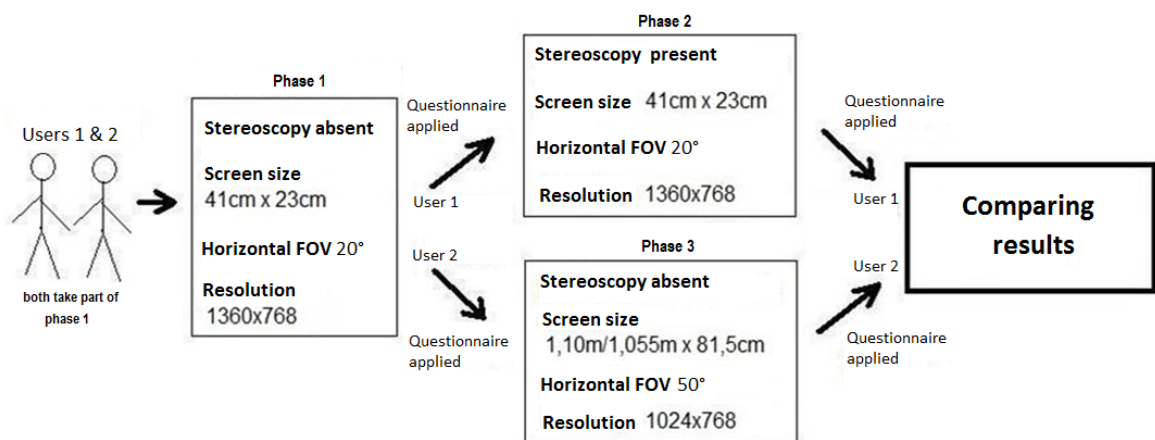 Users 1 & 2
both take part of
phase 1
Phase 1
Stereoscopy absent
Screen size
41cm x 23cm
Horizontal FOV 20°
Resolution
1360x768
Questionnaire
applied
User 1
User 2
Questionnaire
applied
Phase 2
Stereoscopy present
Screen size 41cm x 23cm
Horizontal FOV 20°
Resolution 1360x768
Phase 3
Stereoscopy absent
Screen size
1,10m/1,055m x 81,5cm
Horizontal FOV 50°
Resolution 1024x768
Questionnaire
applied
User 1
User 2
Questionnaire
applied
Comparing
results